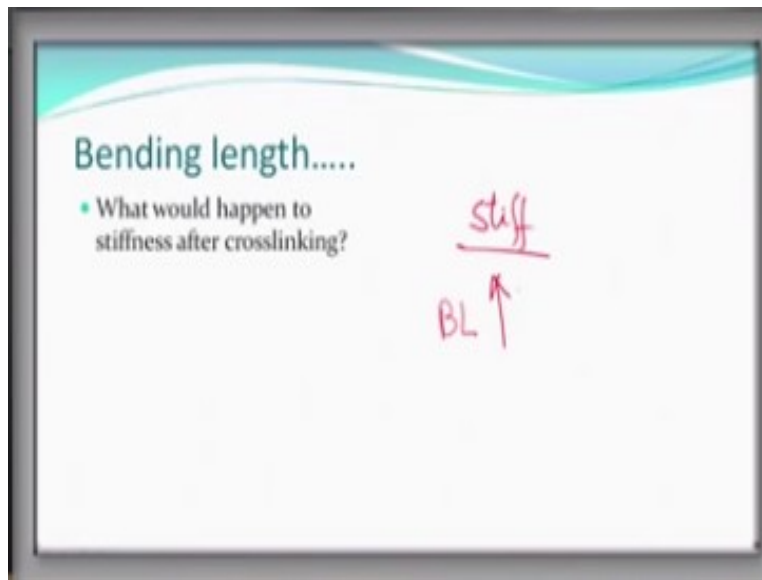 Bending length.....
• What would happen to
stiffness after crosslinking?
stiff
BL ↑